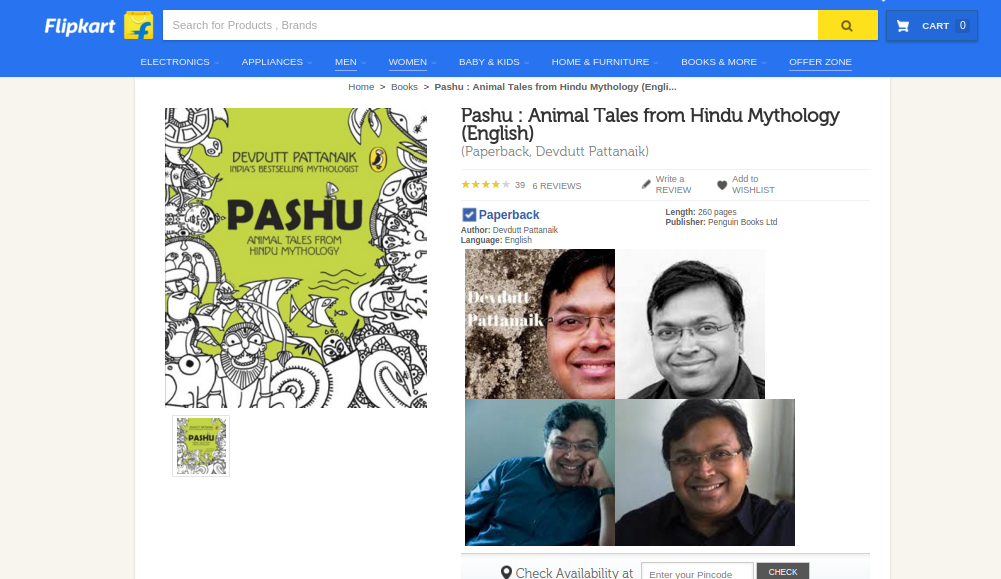 Flipkart
Search for Products , Brands
CART 0
ELECTRONICS
APPLIANCES
MEN
WOMEN
BABY & KIDS
HOME & FURNITURE
BOOKS & MORE
OFFER ZONE
Home > Books > Pashu : Animal Tales from Hindu Mythology (Engli...
DEVDUTT PATTANAIK
INDIA'S BESTSELLING MYTHOLOGIST
PASHU
ANIMAL TALES FROM
HINDU MYTHOLOGY
PASHU
Pashu : Animal Tales from Hindu Mythology
(English)
(Paperback, Devdutt Pattanaik)
39 6 REVIEWS
Write a
REVIEW
Add to
WISHLIST
Paperback
Author: Devdutt Pattanaik
Language: English
Length: 260 pages
Publisher: Penguin Books Ltd
Devdutt
Pattanaik
Check Availability at
Enter your Pincode
CHECK